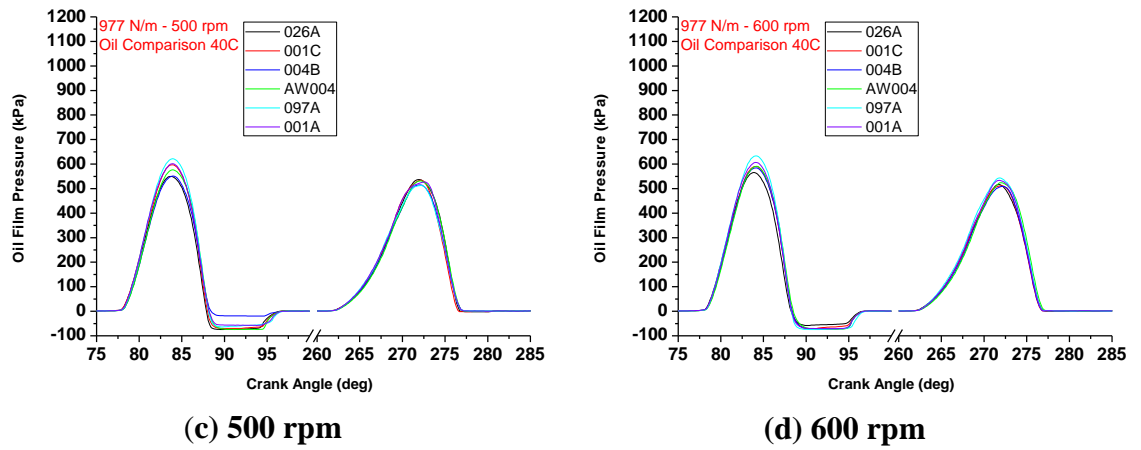 977 N/m - 500 rpm
Oil Comparison 40C
026A
001C
004B
AW004
097A
001A
Oil Film Pressure (kPa)
1200
1100
1000
900
800
700
600
500
400
300
200
100
0
-100
75 80 85 90 95 260 265 270 275 280 285
Crank Angle (deg)
(c) 500 rpm
977 N/m - 600 rpm
Oil Comparison 40C
026A
001C
004B
AW004
097A
001A
Oil Film Pressure (kPa)
1200
1100
1000
900
800
700
600
500
400
300
200
100
0
-100
75 80 85 90 95 260 265 270 275 280 285
Crank Angle (deg)
(d) 600 rpm